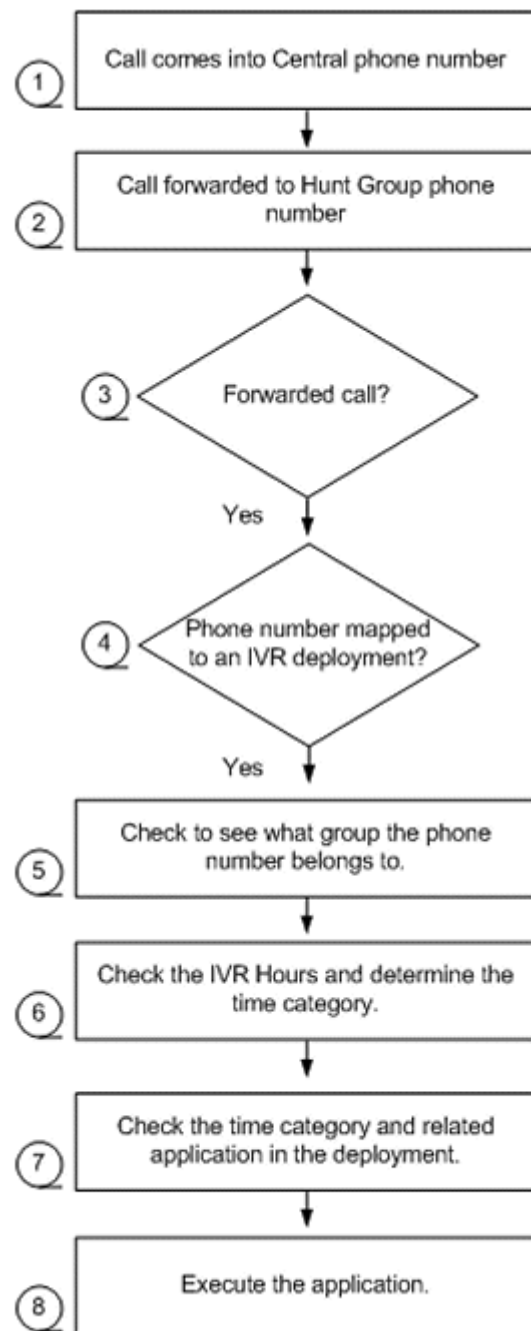 1
Call comes into Central phone number
2
Call forwarded to Hunt Group phone
number
3
Forwarded call?
Yes
4
Phone number mapped
to an IVR deployment?
Yes
5
Check to see what group the phone
number belongs to.
6
Check the IVR Hours and determine the
time category.
7
Check the time category and related
application in the deployment.
8
Execute the application.